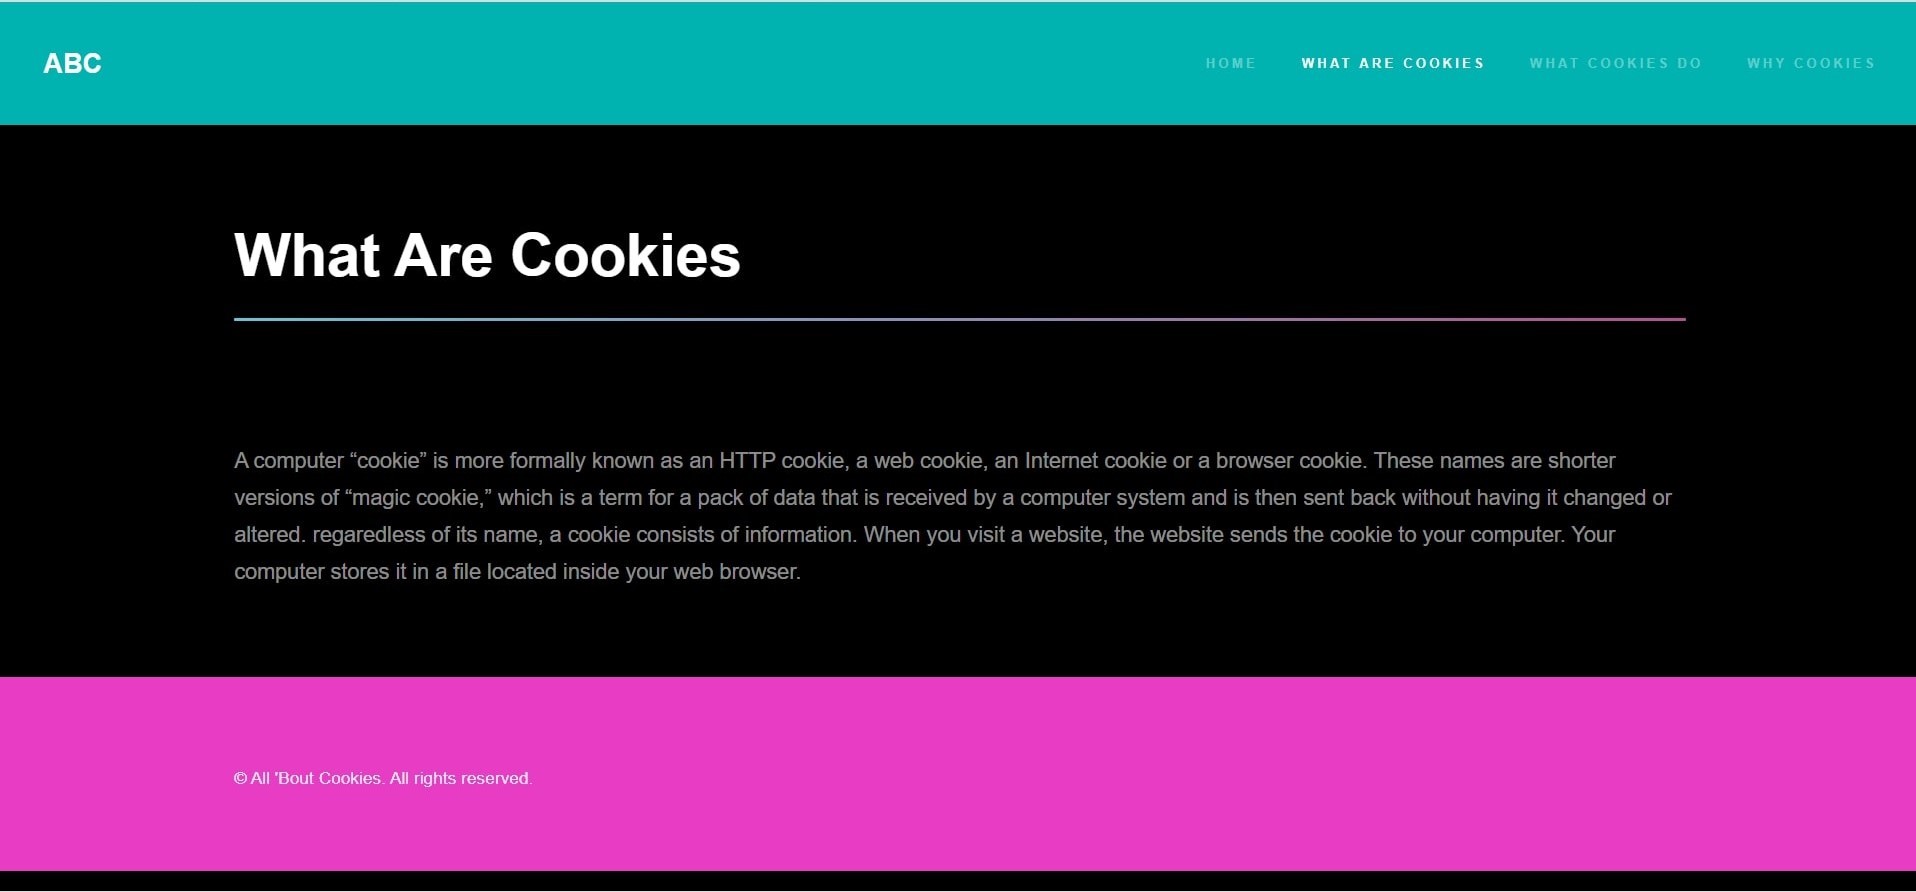 ABC
HOME WHAT ARE COOKIES WHAT COOKIES DO WHY COOKIES
What Are Cookies
A computer “cookie” is more formally known as an HTTP cookie, a web cookie, an Internet cookie or a browser cookie. These names are shorter
versions of “magic cookie,” which is a term for a pack of data that is received by a computer system and is then sent back without having it changed or
altered. regaredless of its name, a cookie consists of information. When you visit a website, the website sends the cookie to your computer. Your
computer stores it in a file located inside your web browser.
© All 'Bout Cookies. All rights reserved.